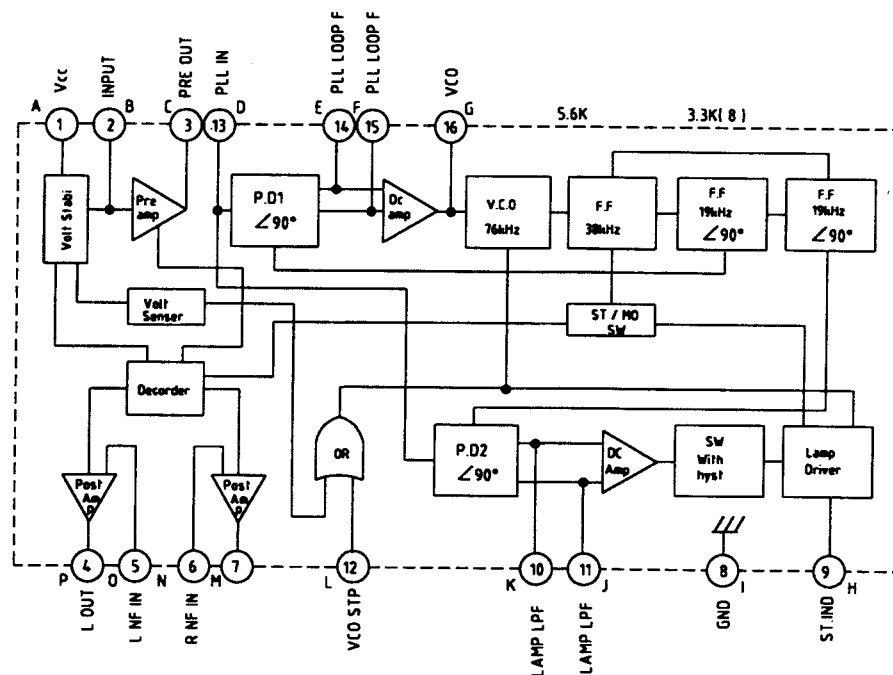 Vcc
INPUT
PRE OUT
PLL IN
PLL LOOP F
PLL LOOP F
VCO
A
B
C
D
E
F
G
1
2
3
13
14
15
16
5.6K
3.3K( 8 )
Volt Stabi
Pre
amp
P.D1
∠90°
Dc
amp
V.C.O
76kHz
F.F
38kHz
F.F
19kHz
∠90°
F.F
19kHz
∠90°
Volt
Senser
ST / MO
SW
Decorder
OR
P.D2
∠90°
DC
Amp
SW
With
hyst
Lamp
Driver
Post
Am
p
Post
Am
p
4
5
6
7
12
10
11
8
9
P
O
N
M
L
K
J
I
H
L OUT
L NF IN
R NF IN
VCO STP
LAMP LPF
LAMP LPF
GND
ST.IND